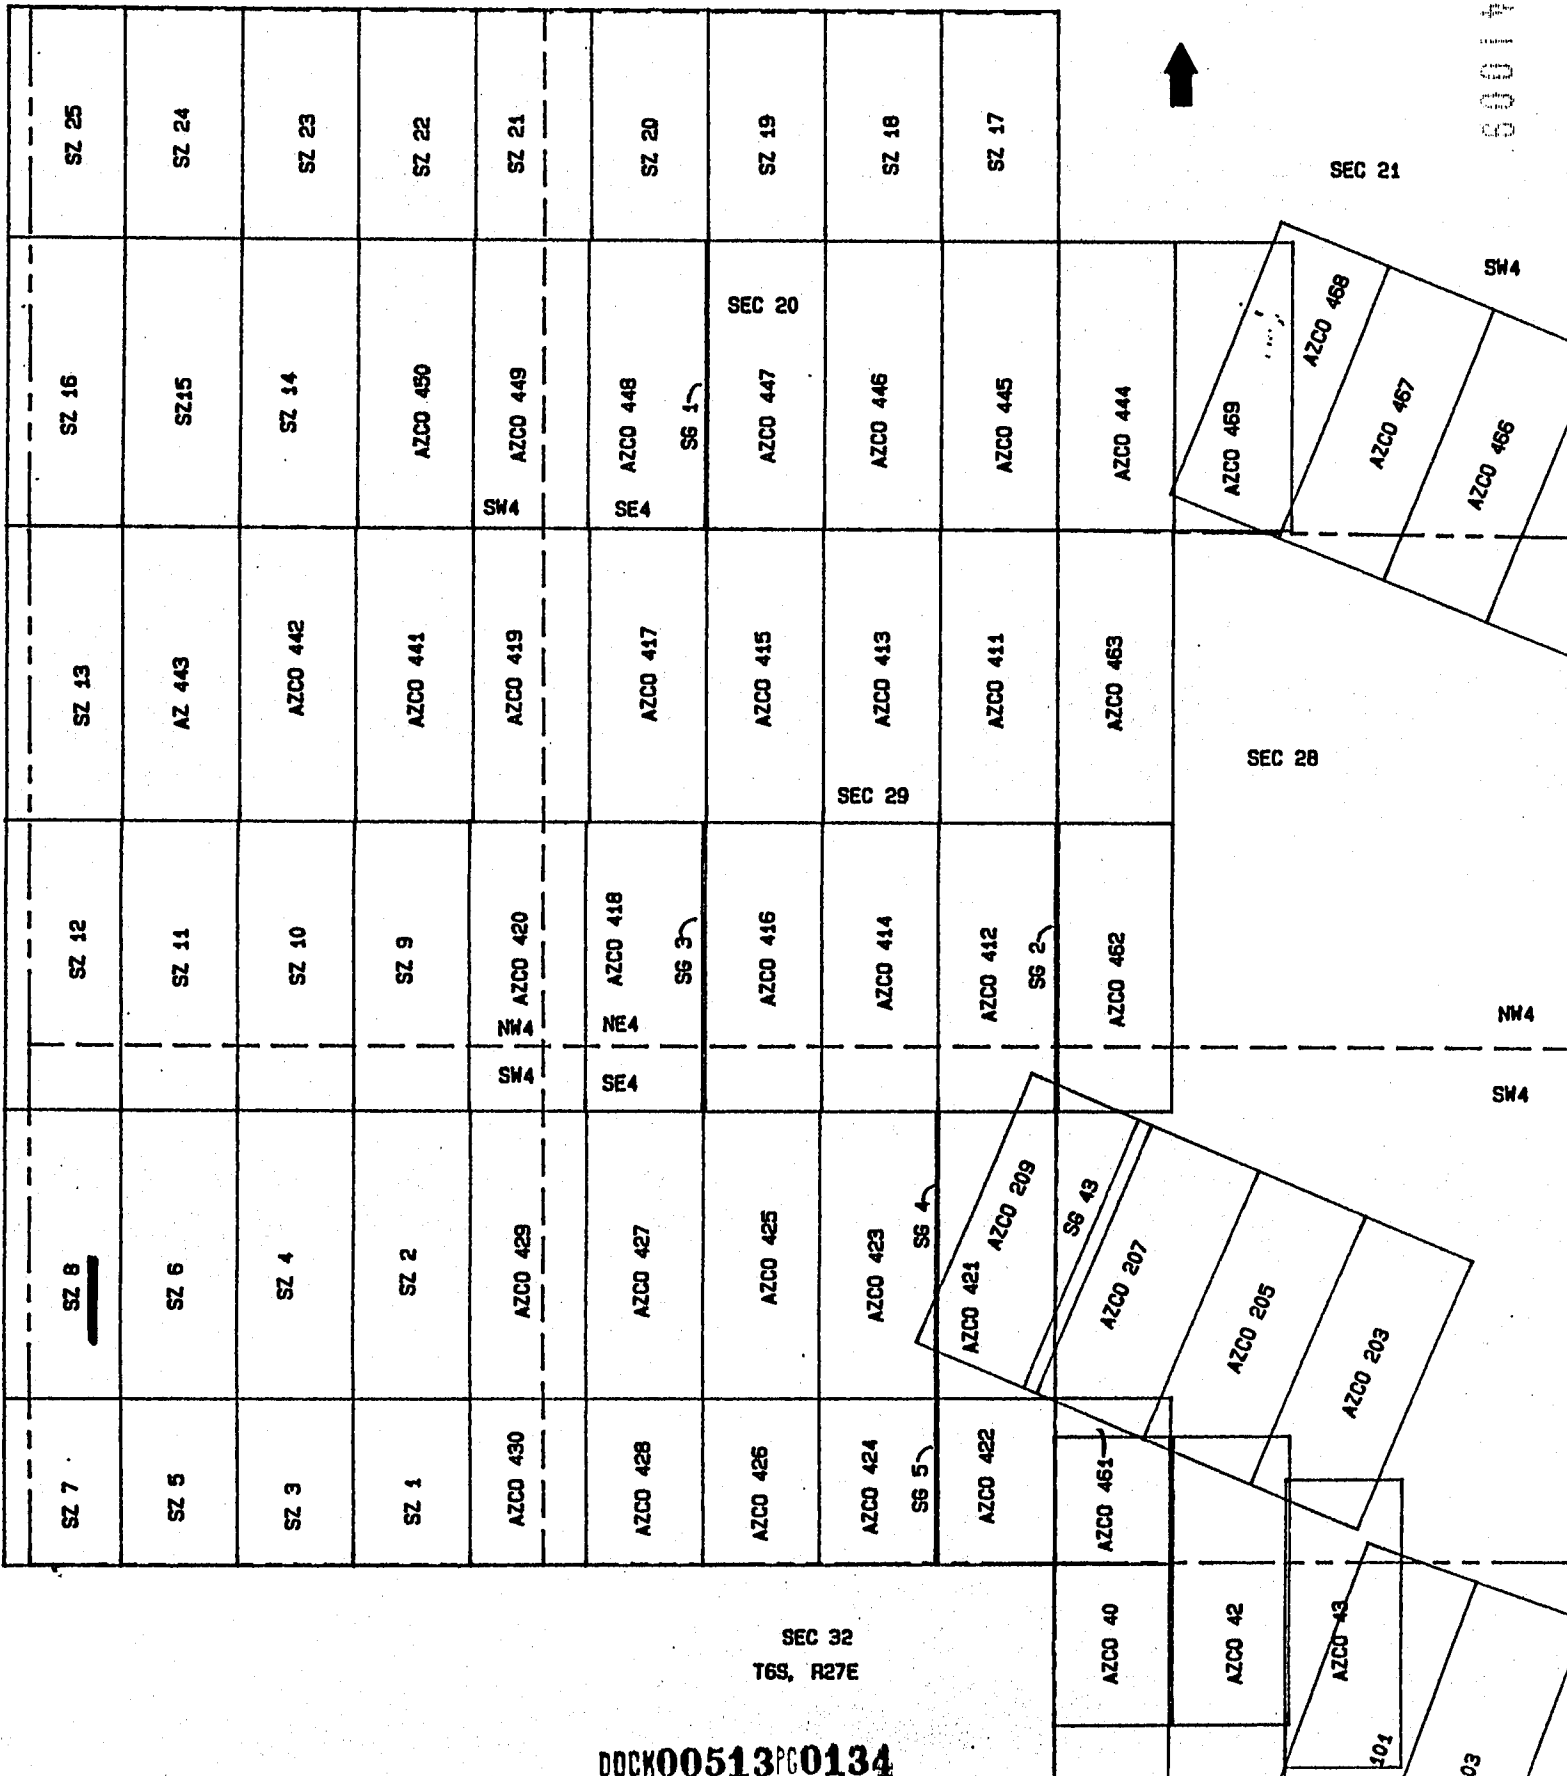 SZ 25
SZ 24
SZ 23
SZ 22
SZ 21
SZ 20
SZ 19
SZ 18
SZ 17
SEC 21
SW4
SZ 16
SZ15
SZ 14
AZCO 450
AZCO 449
AZCO 448
SG 1
SEC 20
AZCO 447
AZCO 446
AZCO 445
AZCO 444
AZCO 469
AZCO 468
AZCO 467
AZCO 466
SW4
SE4
SZ 13
AZ 443
AZCO 442
AZCO 441
AZCO 419
AZCO 417
AZCO 415
AZCO 413
AZCO 411
AZCO 463
SEC 28
SEC 29
SZ 12
SZ 11
SZ 10
SZ 9
AZCO 420
AZCO 418
SG 3
AZCO 416
AZCO 414
AZCO 412
SG 2
AZCO 462
NW4
NE4
NW4
SW4
SE4
SW4
SZ 8
SZ 6
SZ 4
SZ 2
AZCO 429
AZCO 427
AZCO 425
AZCO 423
SG 4
AZCO 421
AZCO 209
SG 43
AZCO 207
AZCO 205
AZCO 203
SZ 7
SZ 5
SZ 3
SZ 1
AZCO 430
AZCO 428
AZCO 426
AZCO 424
SG 5
AZCO 422
AZCO 461
AZCO 40
AZCO 42
AZCO 43
101
03
SEC 32
T6S, R27E
DOCK00513PG0134